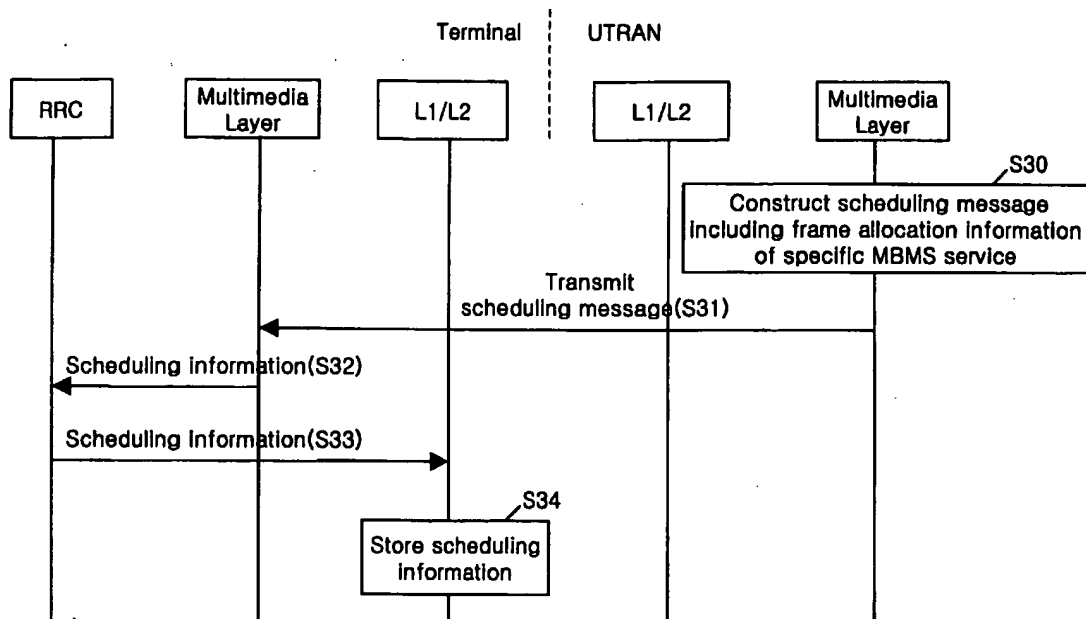 Terminal
UTRAN
RRC
Multimedia
Layer
L1/L2
L1/L2
Multimedia
Layer
S30
Construct scheduling message
including frame allocation information
of specific MBMS service
Transmit
scheduling message(S31)
Scheduling information(S32)
Scheduling information(S33)
S34
Store scheduling
information